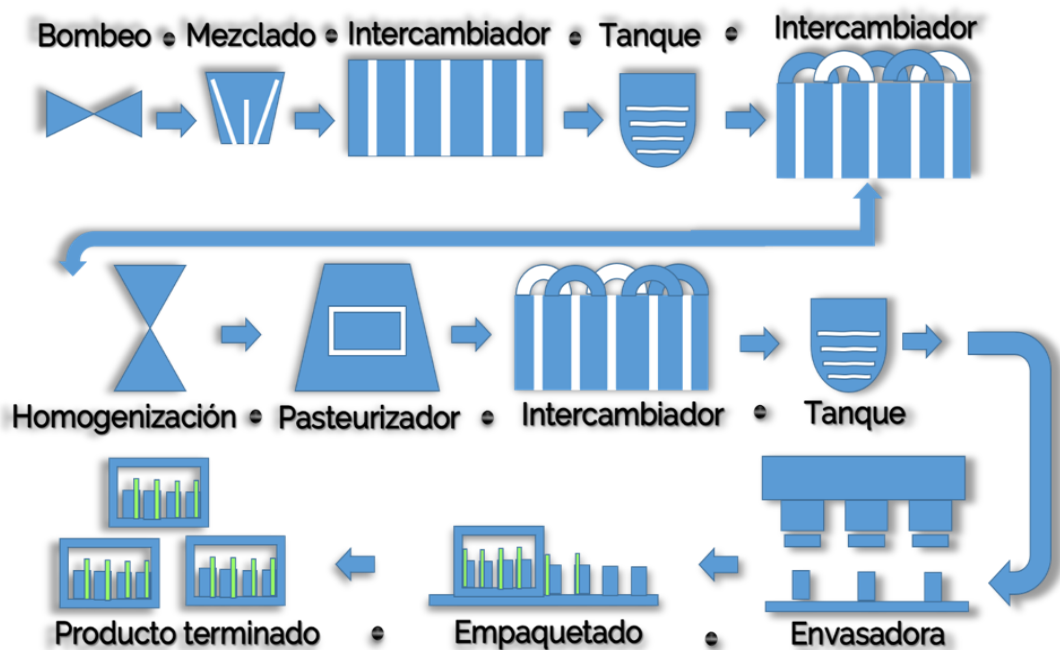 Bombeo • Mezclado • Intercambiador • Tanque • Intercambiador
Homogenización • Pasteurizador • Intercambiador • Tanque
Producto terminado • Empaquetado • Envasadora